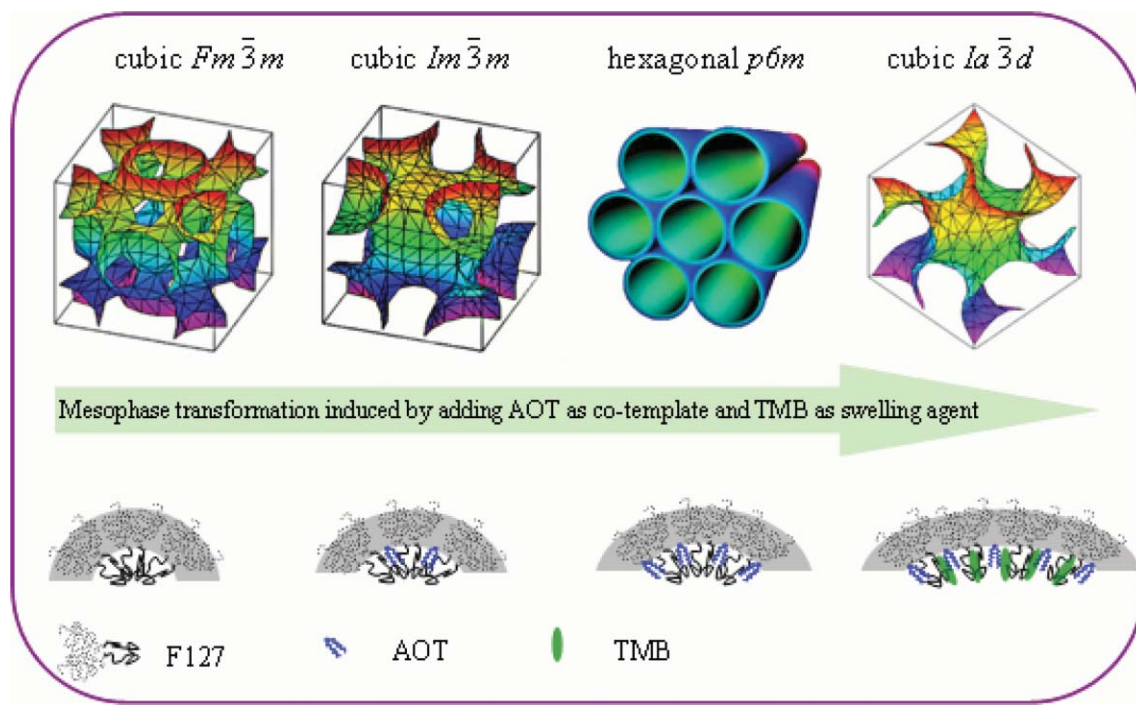 cubic Fm3̅m
cubic Im3̅m
hexagonal p6m
cubic Ia3̅d
Mesophase transformation induced by adding AOT as co-template and TMB as swelling agent
F127
AOT
TMB